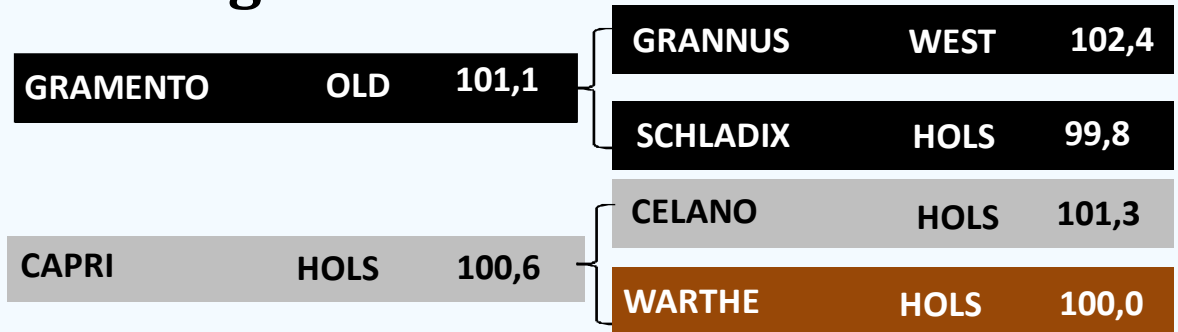 g
GRAMENTO OLD 101,1
GRANNUS WEST 102,4
SCHLADIX HOLS 99,8
CAPRI HOLS 100,6
CELANO HOLS 101,3
WARTHE HOLS 100,0